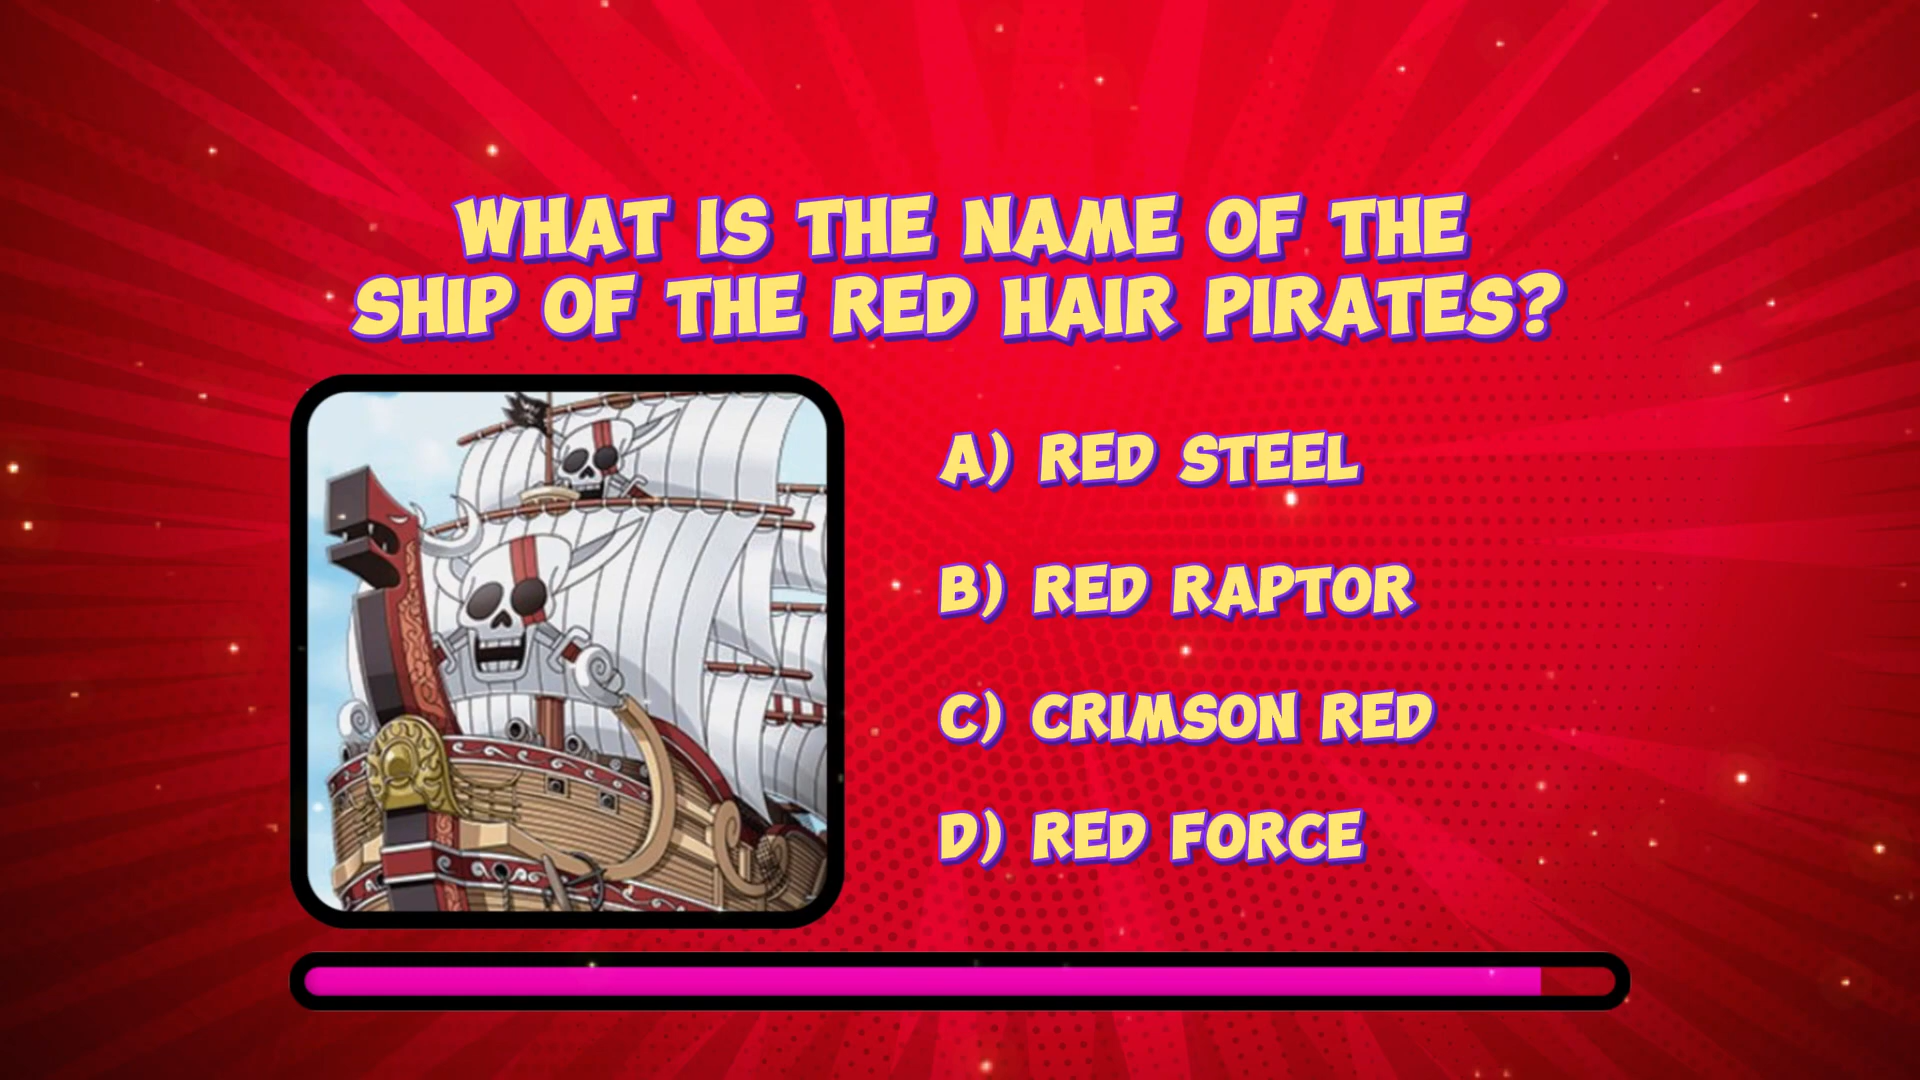 WHAT IS THE NAME OF THE
SHIP OF THE RED HAIR PIRATES?
A) RED STEEL
B) RED RAPTOR
C) CRIMSON RED
D) RED FORCE